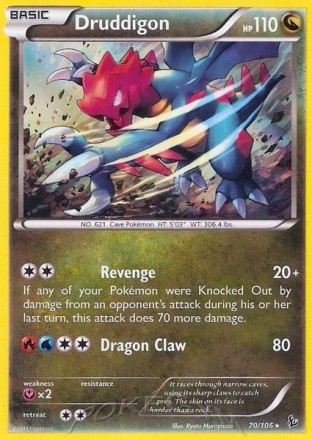 BASIC
Druddigon
HP110
NO. 621 Cave Pokémon HT: 5'03" WT: 306.4 lbs.
Revenge 20+
If any of your Pokémon were Knocked Out by
damage from an opponent's attack during his or her
last turn, this attack does 70 more damage.
Dragon Claw 80
weakness resistance
×2
retreat
It races through narrow caves,
using its sharp claws to catch
prey. The skin on its face is
harder than a rock.
Illus. Kyoko Murmoyano
70/106 ★